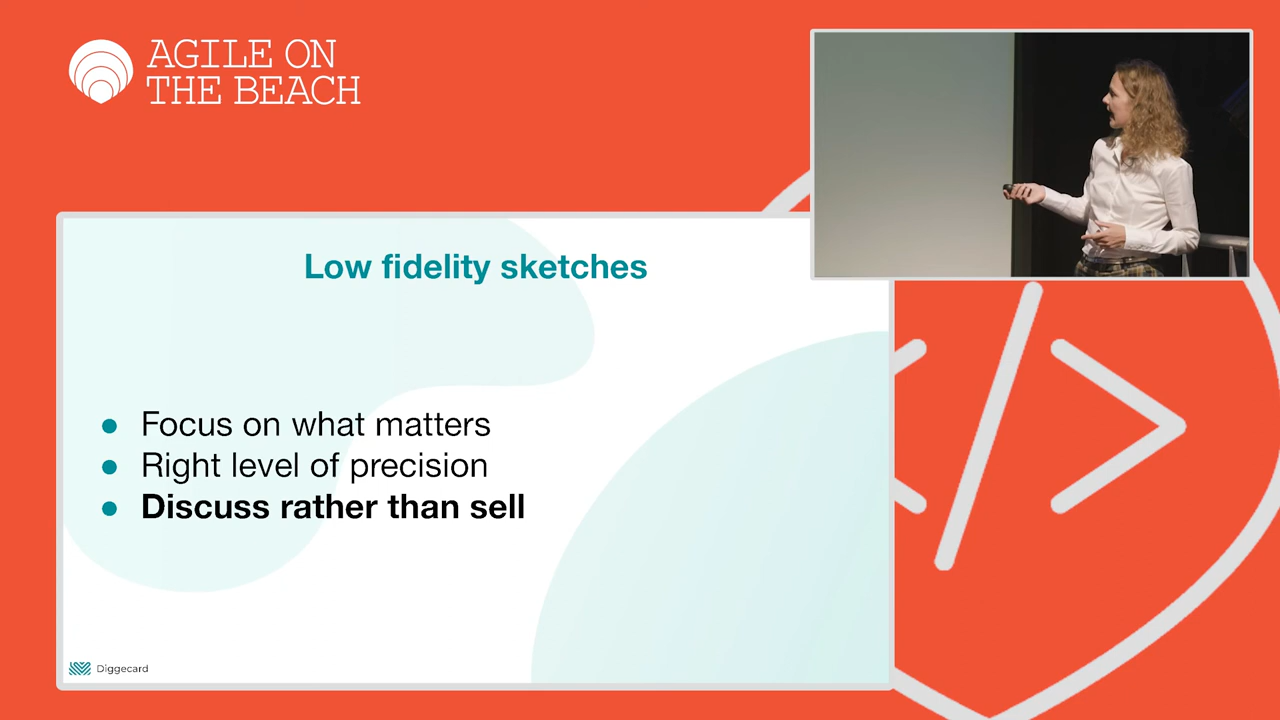 AGILE ON
THE BEACH
Low fidelity sketches
● Focus on what matters
● Right level of precision
● Discuss rather than sell
Diggecard